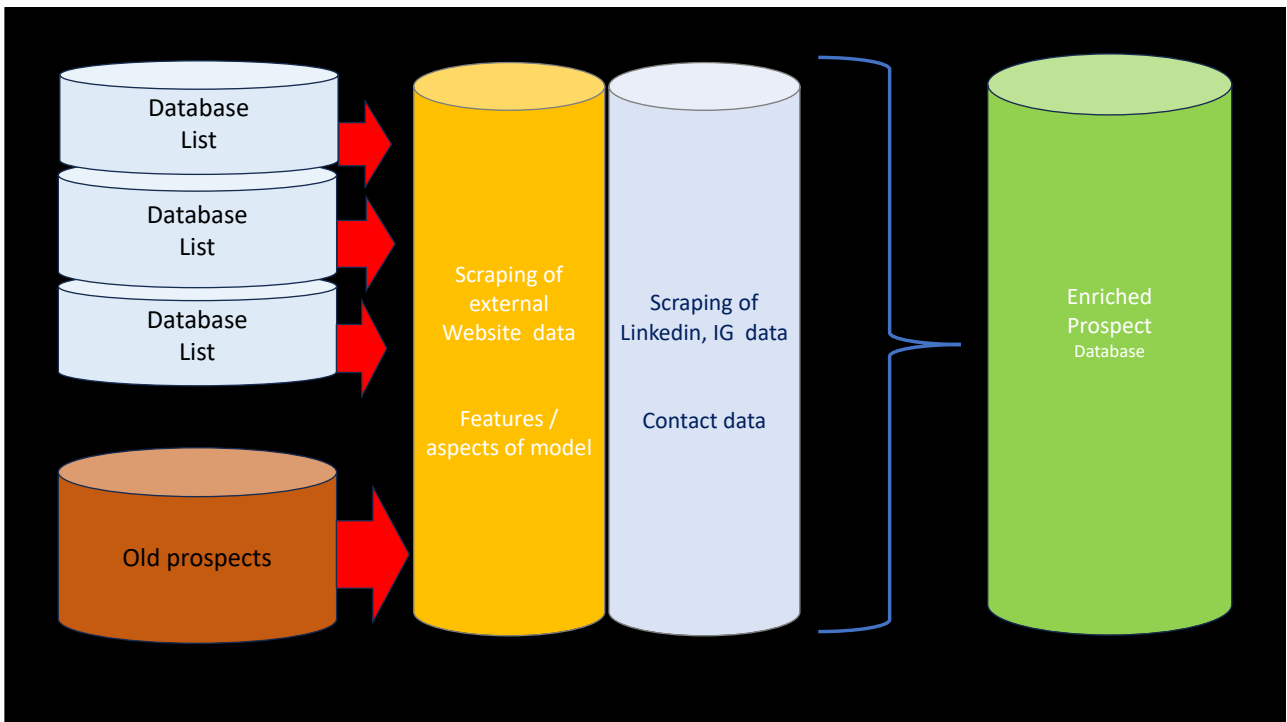 Database
List
Database
List
Database
List
Old prospects
Scraping of
external
Website  data
Features /
aspects of model
Scraping of
Linkedin, IG  data
Contact data
Enriched
Prospect
Database